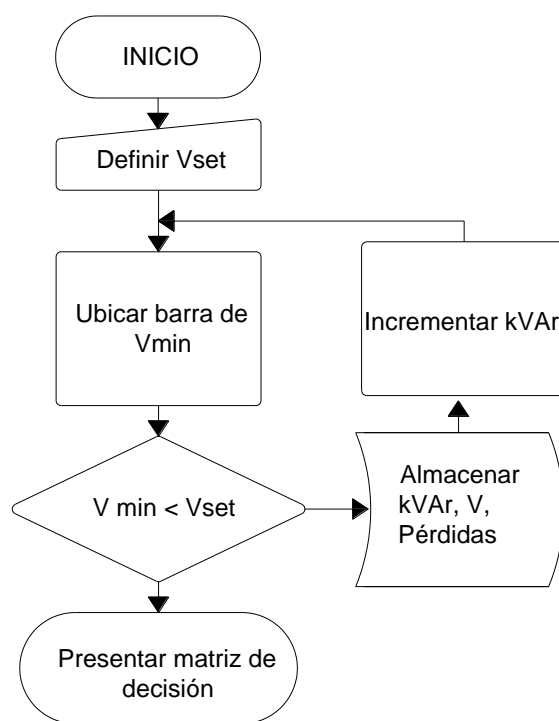 INICIO
Definir Vset
Ubicar barra de
Vmin
Incrementar kVAr
V min < Vset
Almacenar
kVAr, V,
Pérdidas
Presentar matriz de
decisión